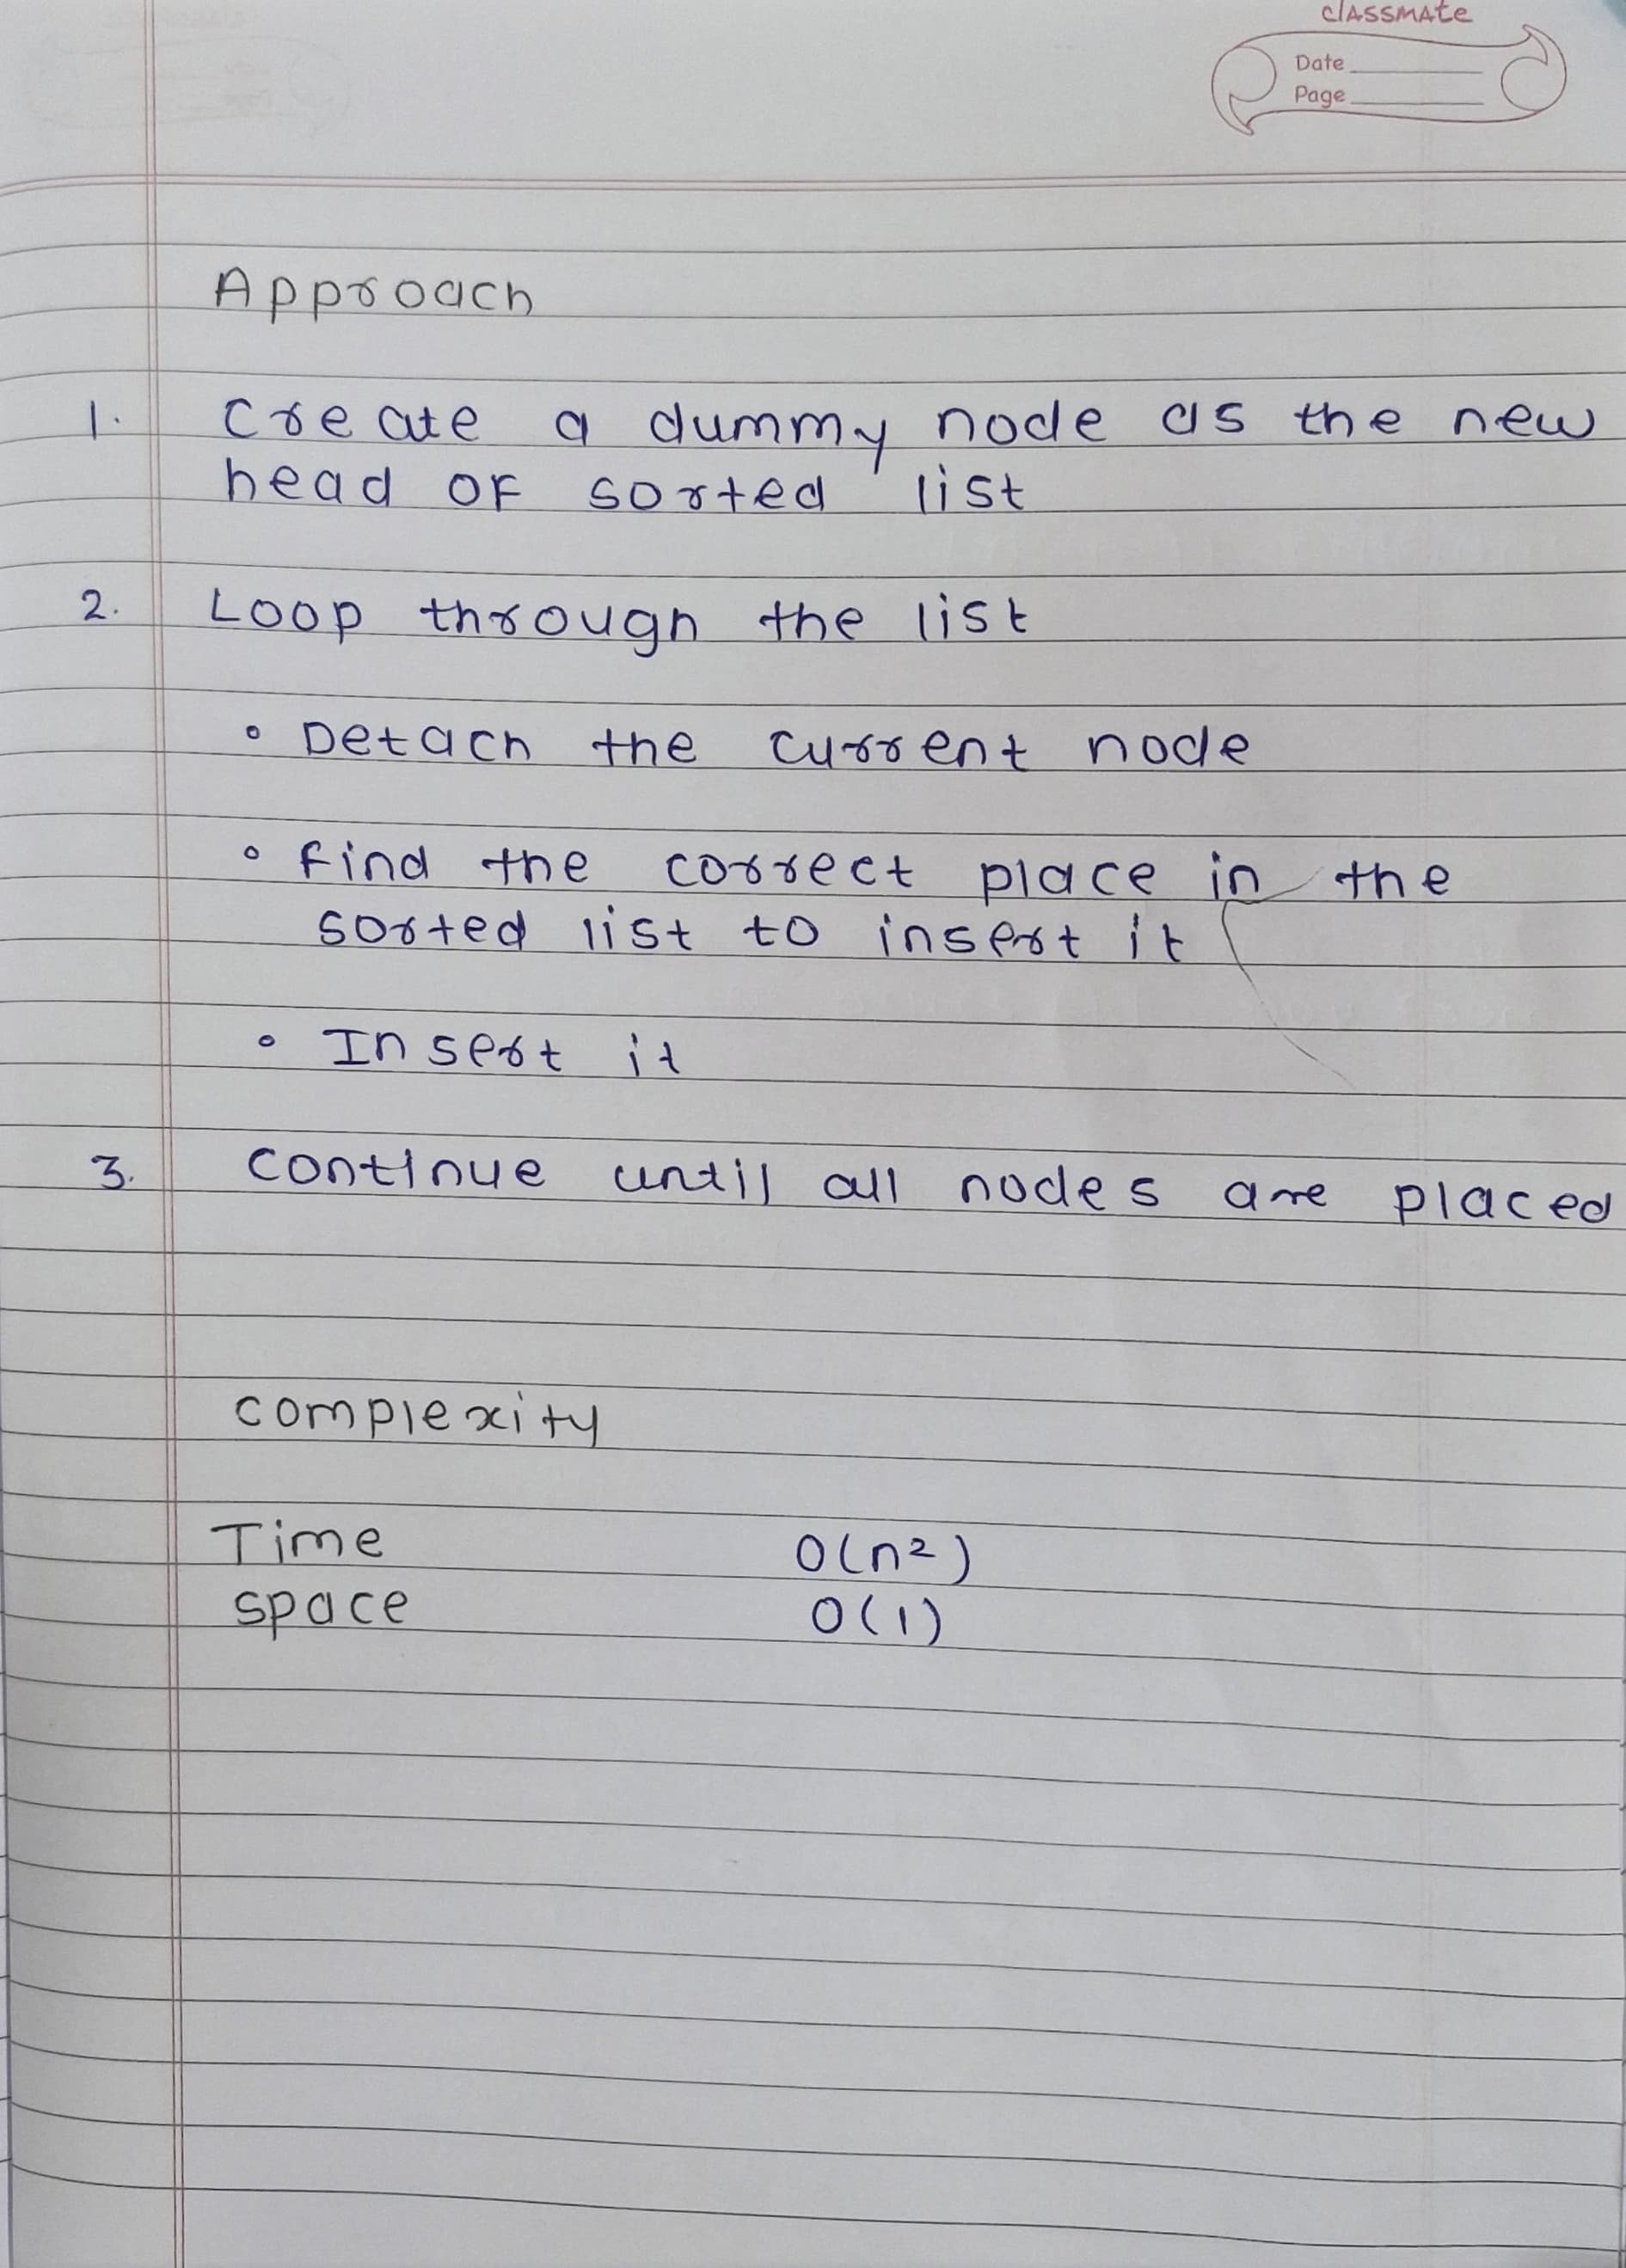 classmate
Date
Page
Approach
1. Create a dummy node as the new
head of sorted list
2. Loop through the list
• Detach the current node
• Find the correct place in the
sorted list to insert it
• Insert it
3. Continue until all nodes are placed
complexity
Time O(n²)
space O(1)